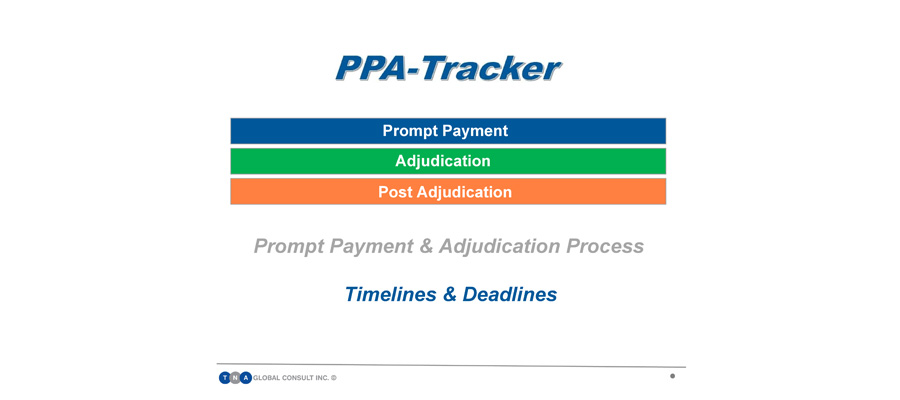 PPA-Tracker
Prompt Payment
Adjudication
Post Adjudication
Prompt Payment & Adjudication Process
Timelines & Deadlines
TNA GLOBAL CONSULT INC. ©